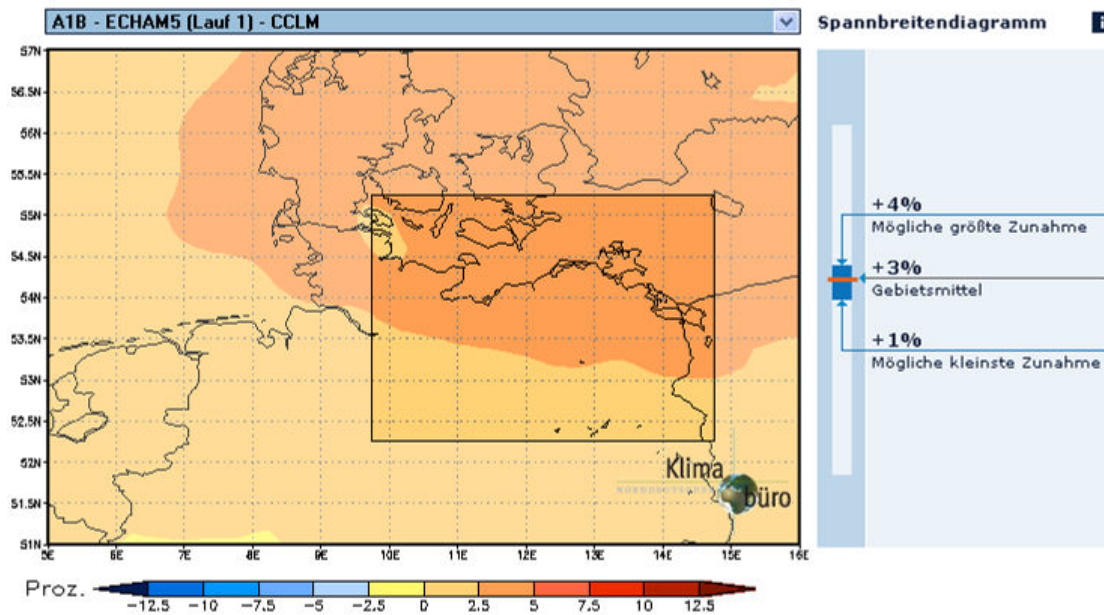 A1B - ECHAM5 (Lauf 1) - CCLM
Spannbreitendiagramm
i
57N
56.5N
56N
55.5N
55N
54.5N
54N
53.5N
53N
52.5N
52N
51.5N
51N
5E 6E 7E 8E 9E 10E 11E 12E 13E 14E 15E 16E
Klima
büro
+4%
Mögliche größte Zunahme
+3%
Gebietsmittel
+1%
Mögliche kleinste Zunahme
Proz.
-12.5 -10 -7.5 -5 -2.5 0 2.5 5 7.5 10 12.5